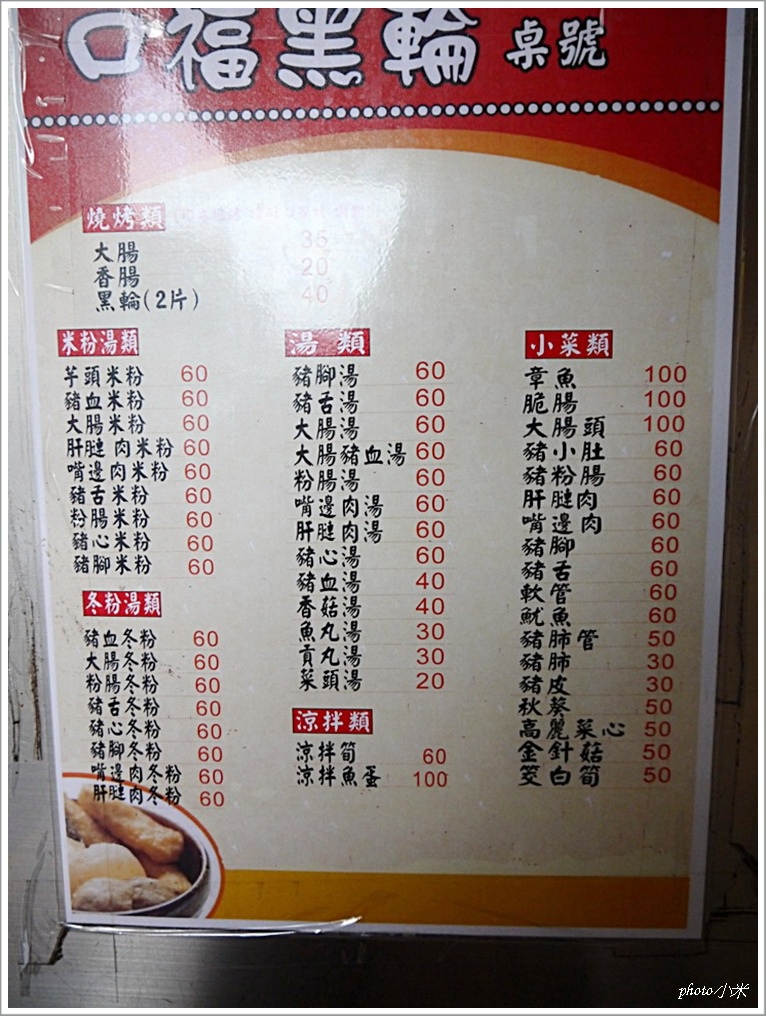 口福黑輪 桌號
燒烤類
大腸 35
香腸 20
黑輪(2片) 40
米粉湯類
芋頭米粉 60
豬血米粉 60
大腸米粉 60
肝膣肉米粉 60
嘴邊肉米粉 60
豬舌米粉 60
粉腸米粉 60
豬心米粉 60
豬腳米粉 60
冬粉湯類
豬血冬粉 60
大腸冬粉 60
粉腸冬粉 60
豬舌冬粉 60
豬心冬粉 60
豬腳冬粉 60
嘴邊肉冬粉 60
肝膣肉冬粉 60
湯類
豬腳湯 60
豬舌湯 60
大腸湯 60
大腸豬血湯 60
粉腸湯 60
嘴邊肉湯 60
肝膣肉湯 60
豬心湯 60
豬血湯 40
香菇湯 40
魚丸湯 30
貢丸湯 30
菜頭湯 20
涼拌類
涼拌筍 60
涼拌魚蛋 100
小菜類
章魚 100
脆腸 100
大腸頭 100
豬小肚 60
豬粉腸 60
肝膣肉 60
嘴邊肉 60
豬腳 60
豬舌 60
軟管 60
魷魚 60
豬肺管 50
豬肺 30
豬皮 30
秋葵 50
高麗菜心 50
金針菇 50
筊白筍 50
photo小米